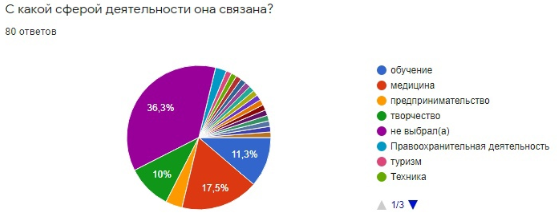 С какой сферой деятельности она связана?
80 ответов
36,3%
10%
17,5%
11,3%
обучение
медицина
предпринимательство
творчество
не выбрал(а)
Правоохранительная деятельность
туризм
Техника
1/3